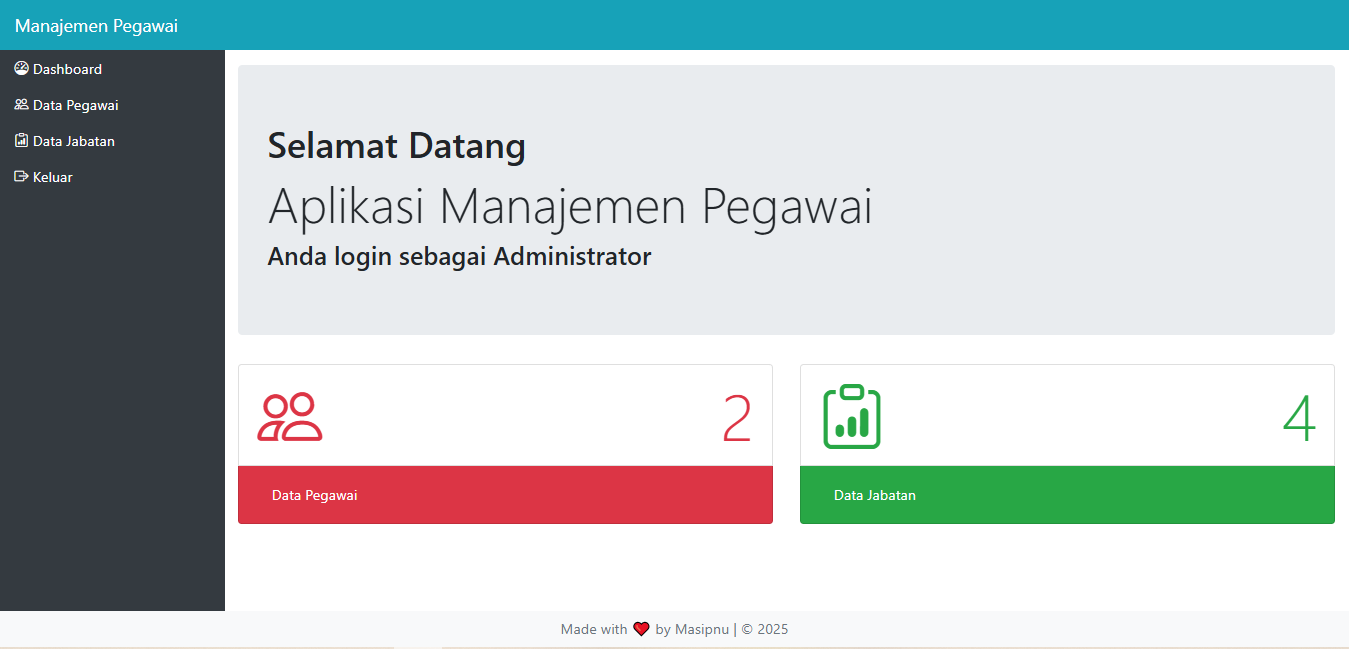 Manajemen Pegawai
Dashboard
Data Pegawai
Data Jabatan
Keluar
Selamat Datang
Aplikasi Manajemen Pegawai
Anda login sebagai Administrator
2
Data Pegawai
4
Data Jabatan
Made with ❤️ by Masipnu | © 2025